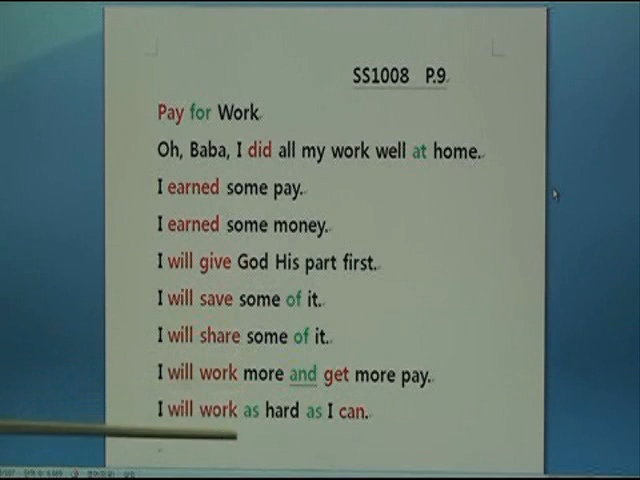 SS1008 P.9
Pay for Work
Oh, Baba, I did all my work well at home.
I earned some pay.
I earned some money.
I will give God His part first.
I will save some of it.
I will share some of it.
I will work more and get more pay.
I will work as hard as I can.